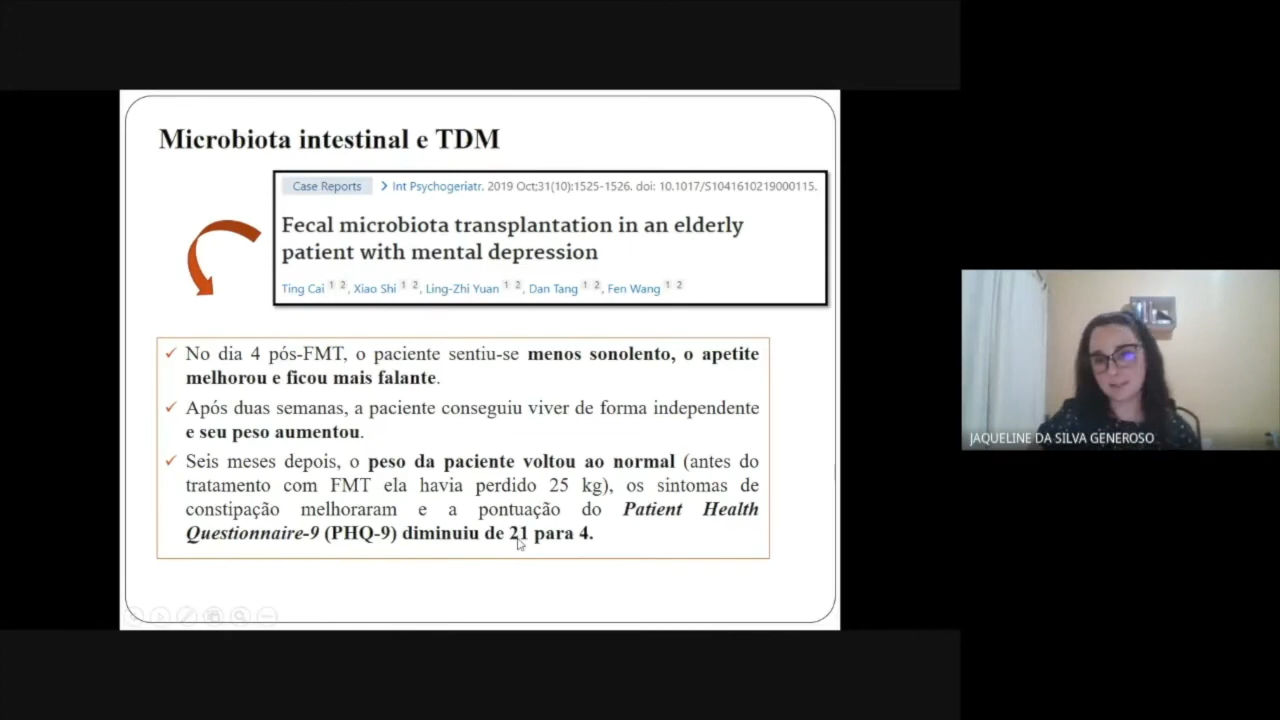 Microbiota intestinal e TDM
Case Reports > Int Psychogeriatr. 2019 Oct;31(10):1525-1526. doi: 10.1017/S1041610219000115.
Fecal microbiota transplantation in an elderly
patient with mental depression
Ting Cai 1 2, Xiao Shi 1 2, Ling-Zhi Yuan 1 2, Dan Tang 1 2, Fen Wang 1 2
✓ No dia 4 pós-FMT, o paciente sentiu-se menos sonolento, o apetite
melhorou e ficou mais falante.
✓ Após duas semanas, a paciente conseguiu viver de forma independente
e seu peso aumentou.
✓ Seis meses depois, o peso da paciente voltou ao normal (antes do
tratamento com FMT ela havia perdido 25 kg), os sintomas de
constipação melhoraram e a pontuação do Patient Health
Questionnaire-9 (PHQ-9) diminuiu de 21 para 4.
JAQUELINE DA SILVA GENEROSO